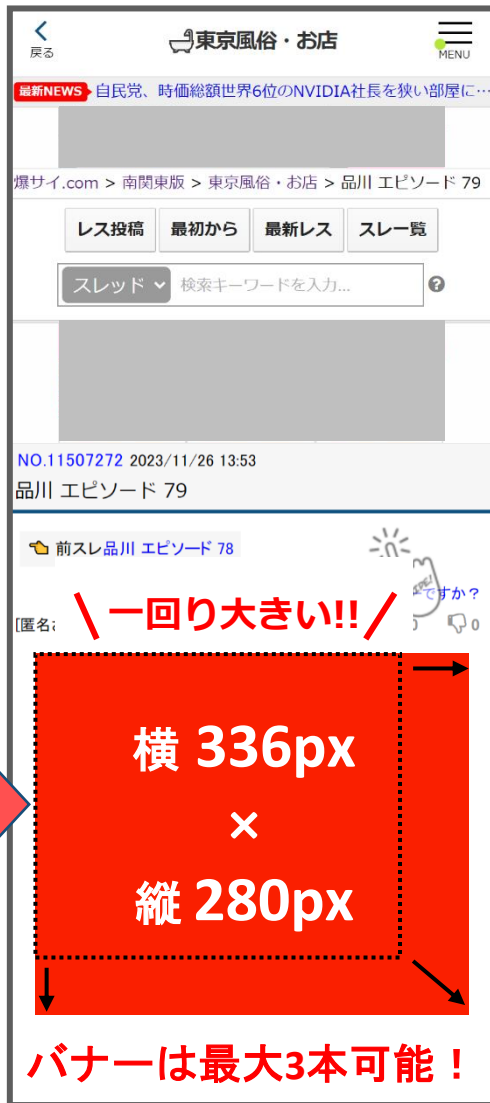 戻る
東京風俗・お店
MENU
最新NEWS 自民党、時価総額世界6位のNVIDIA社長を狭い部屋に…
爆サイ.com > 南関東版 > 東京風俗・お店 > 品川 エピソード 79
レス投稿 最初から 最新レス スレ一覧
スレッド 検索キーワードを入力...
NO.11507272 2023/11/26 13:53
品川 エピソード 79
前スレ品川 エピソード 78
ですか？
一回り大きい!!
[匿名
0
横 336px
×
縦 280px
バナーは最大3本可能！